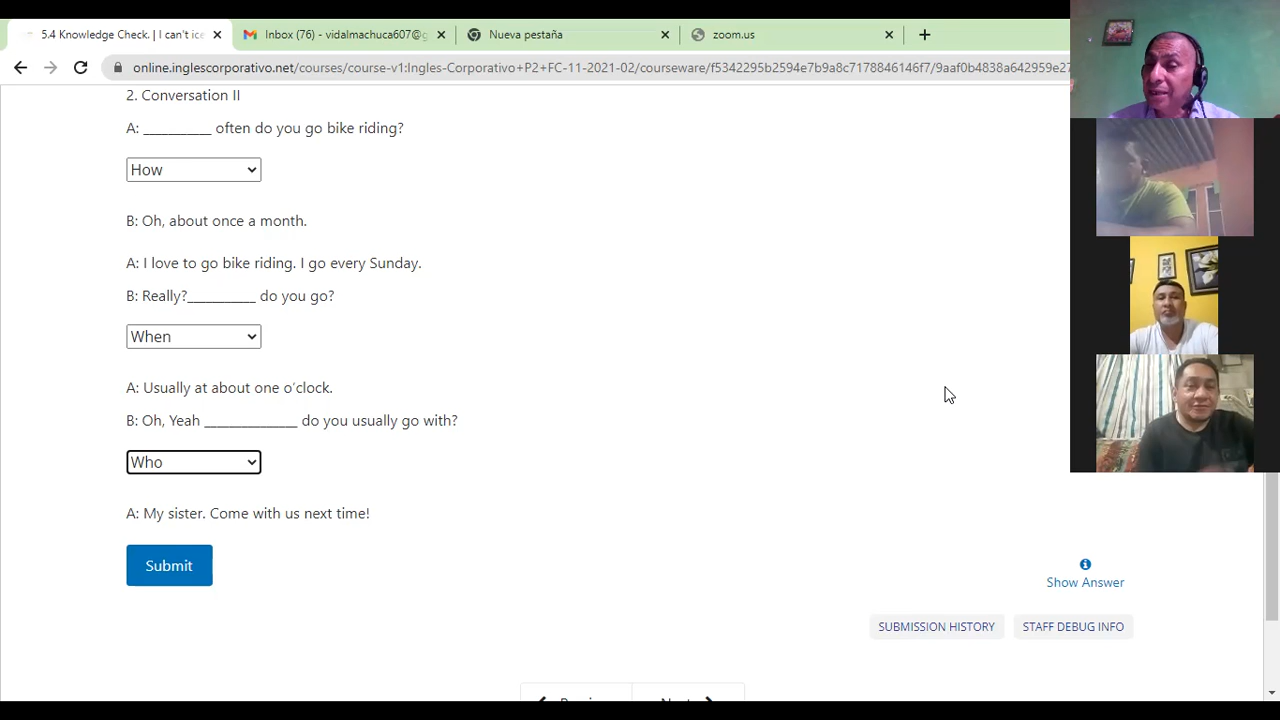 5.4 Knowledge Check. | I can't ice
Inbox (76) - vidalmachuca607@g
Nueva pestaña
zoom.us
online.inglescorporativo.net/courses/course-v1:Ingles-Corporativo+P2+FC-11-2021-02/courseware/f5342295b2594e7b9a8c7178846146f7/9aaf0b4838a642959e27
2. Conversation II
A: ___________ often do you go bike riding?
How
B: Oh, about once a month.
A: I love to go bike riding. I go every Sunday.
B: Really?___________ do you go?
When
A: Usually at about one o’clock.
B: Oh, Yeah _______________ do you usually go with?
Who
A: My sister. Come with us next time!
Submit
Show Answer
SUBMISSION HISTORY
STAFF DEBUG INFO